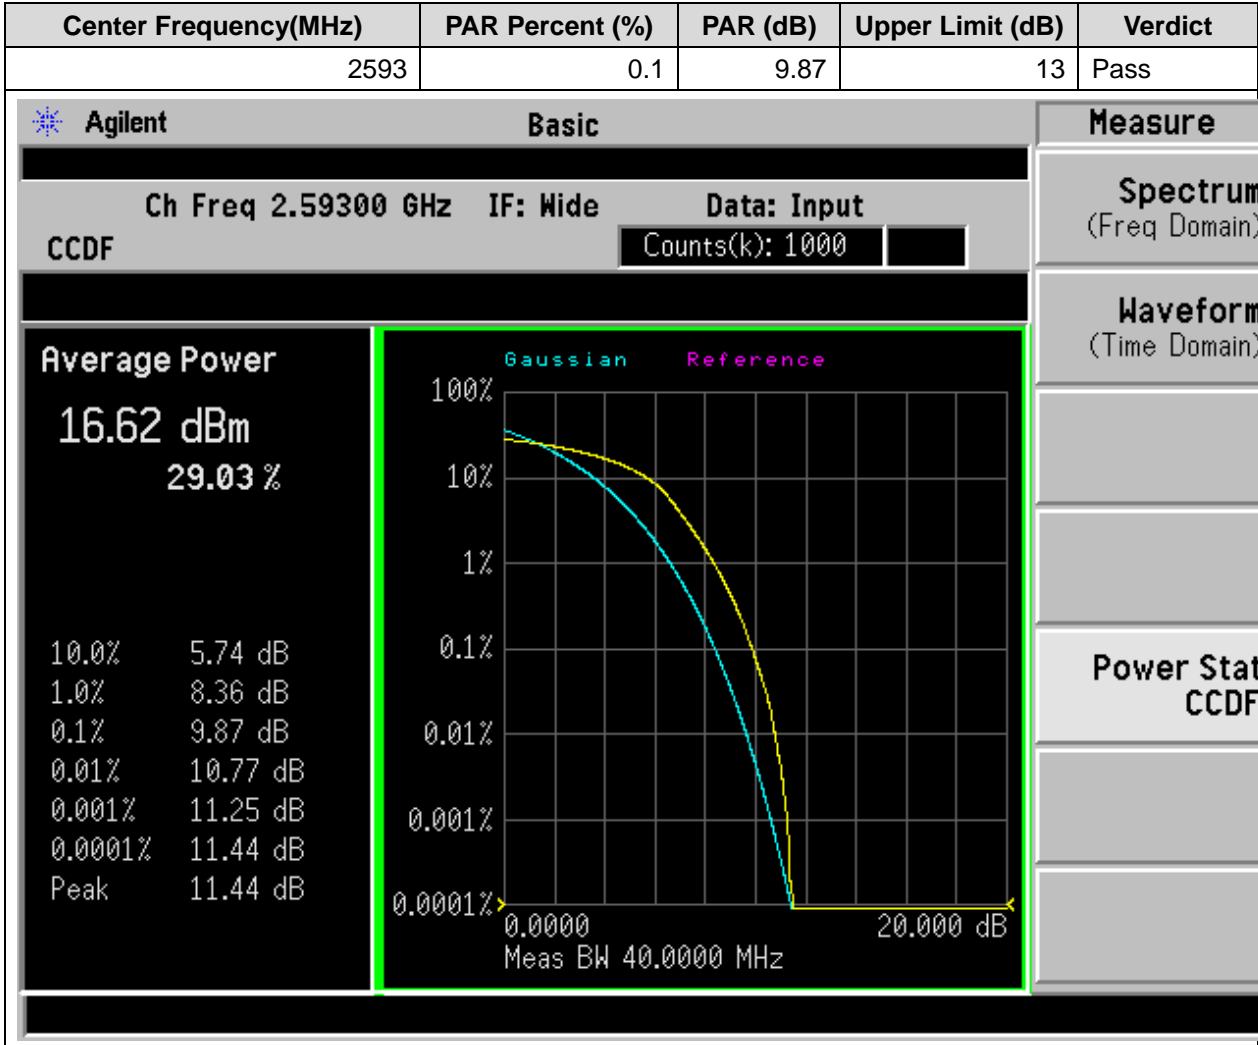 Center Frequency(MHz) PAR Percent (%) PAR (dB) Upper Limit (dB) Verdict
2593 0.1 9.87 13 Pass
Agilent Basic Measure
Ch Freq 2.59300 GHz IF: Wide Data: Input
CCDF Counts(k): 1000
Spectrum
(Freq Domain)
Waveform
(Time Domain)
Power Stat
CCDF
Average Power
16.62 dBm
29.03 %
10.0% 5.74 dB
1.0% 8.36 dB
0.1% 9.87 dB
0.01% 10.77 dB
0.001% 11.25 dB
0.0001% 11.44 dB
Peak 11.44 dB
Gaussian Reference
100%
10%
1%
0.1%
0.01%
0.001%
0.0001%
0.0000 20.000 dB
Meas BW 40.0000 MHz